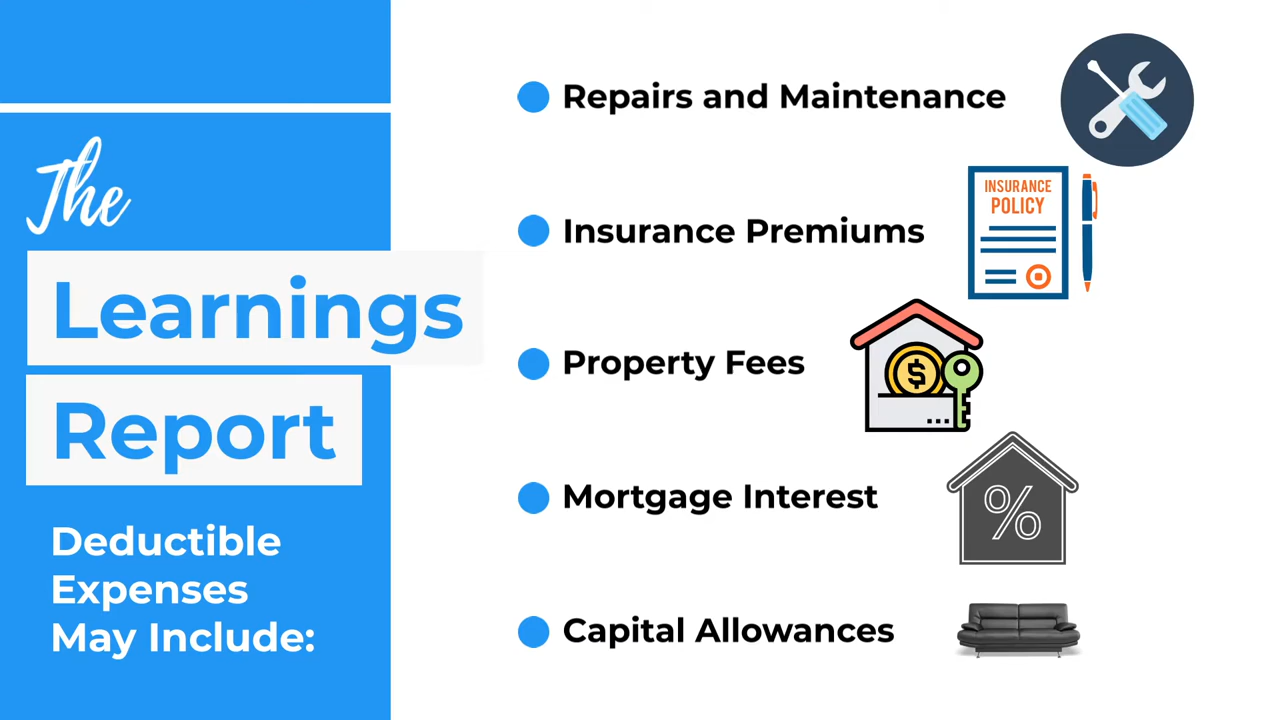 The
Learnings
Report
Deductible
Expenses
May Include:
Repairs and Maintenance
INSURANCE
POLICY
Insurance Premiums
Property Fees
$
Mortgage Interest
%
Capital Allowances